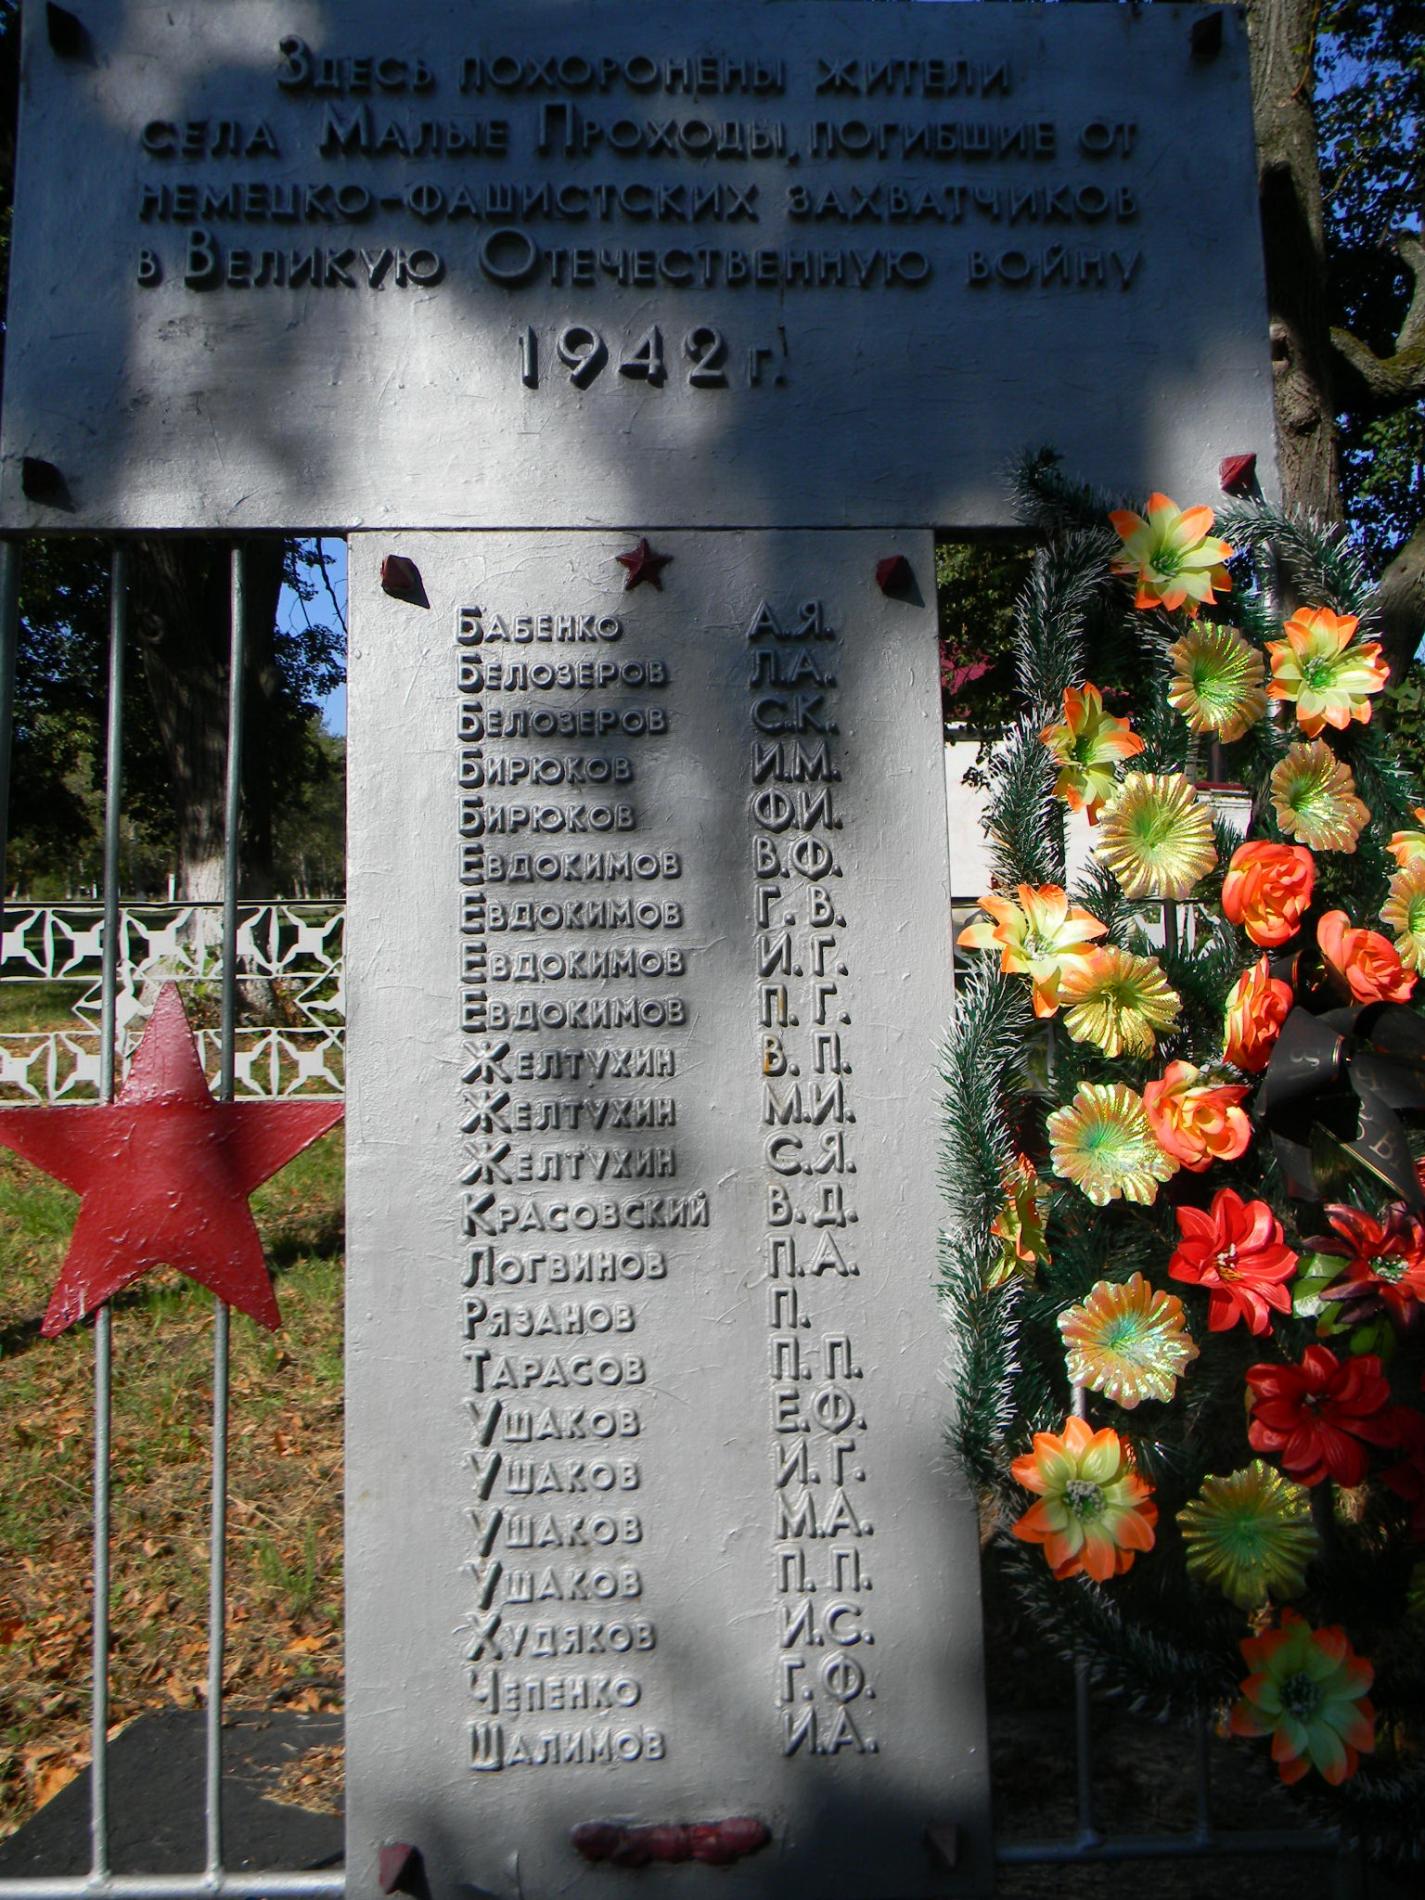 Здесь похоронены жители
села Малые Проходы, погибшие от
немецко-фашистских захватчиков
в Великую Отечественную войну
1942 г.
Бабенко А.Я.
Белозеров Л.А.
Белозеров С.К.
Бирюков И.М.
Бирюков Ф.И.
Евдокимов В.Ф.
Евдокимов Г.В.
Евдокимов И.Г.
Евдокимов П.Г.
Желтухин В.П.
Желтухин М.И.
Желтухин С.Я.
Красовский В.Д.
Логвинов П.А.
Рязанов П.
Тарасов П.П.
Ушаков Е.Ф.
Ушаков И.Г.
Ушаков М.А.
Ушаков П.П.
Худяков И.С.
Чепенко Г.Ф.
Шалимов И.А.